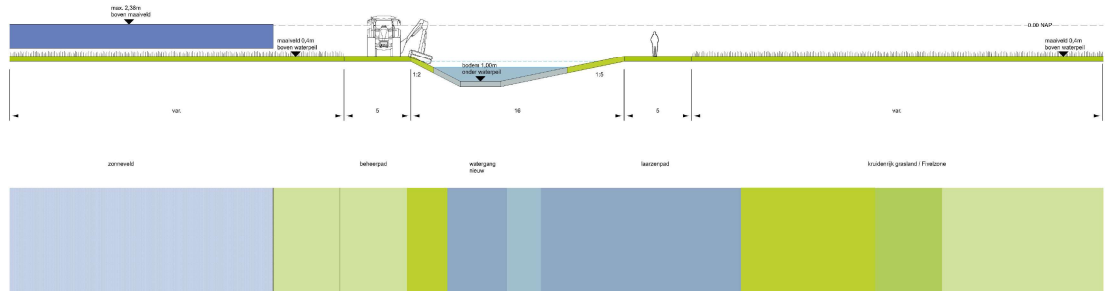 max. 2,38m
boven maaiveld
0.00 NAP
maaiveld 0,4m
boven waterpeil
maaiveld 0,4m
boven waterpeil
bodem 1,00m
onder waterpeil
1:2
1:5
var.
5
16
5
var.
zonneveld
beheerpad
watergang
nieuw
laarzenpad
kruidenrijk grasland / Fivelzone